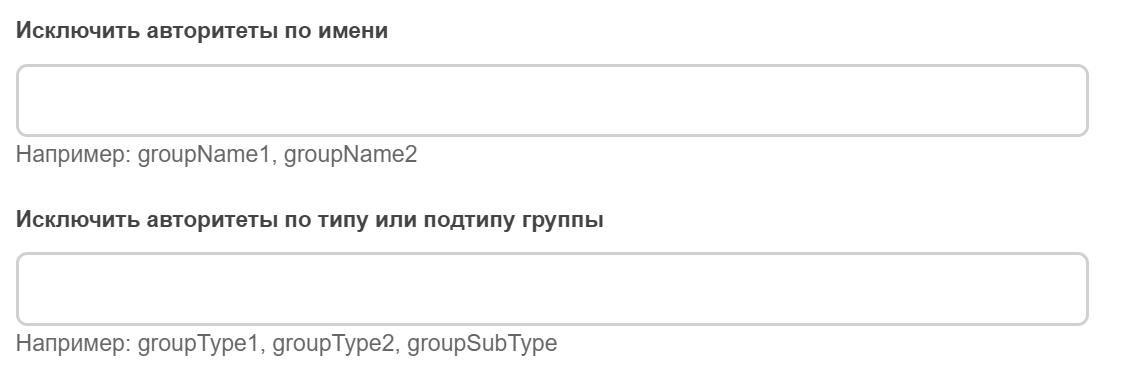 Исключить авторитеты по имени
Например: groupName1, groupName2
Исключить авторитеты по типу или подтипу группы
Например: groupType1, groupType2, groupSubType